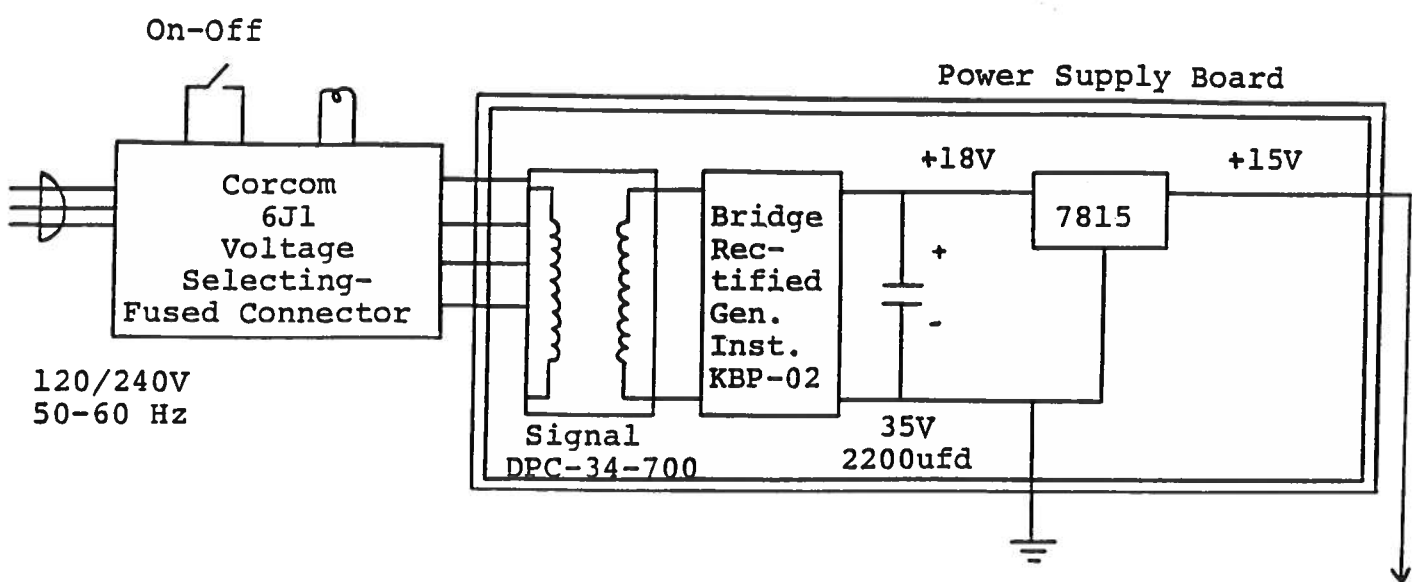 On-Off
Power Supply Board
Corcom
6J1
Voltage
Selecting-
Fused Connector
120/240V
50-60 Hz
Signal
DPC-34-700
Bridge
Rec-
tified
Gen.
Inst.
KBP-02
+18V
+
-
35V
2200ufd
7815
+15V